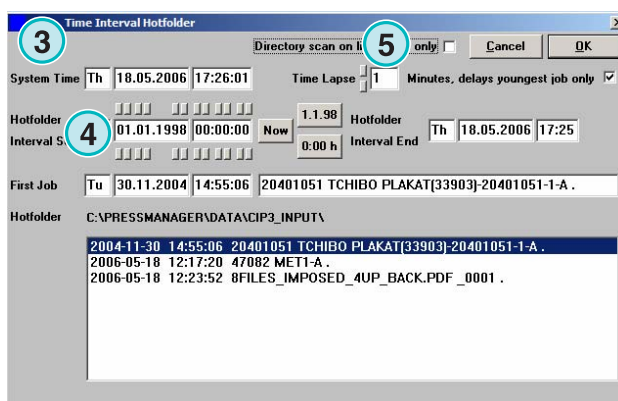 Time Interval Hotfolder
3
5
Directory scan on li only
Cancel
OK
System Time Th 18.05.2006 17:26:01 Time Lapse 1 Minutes, delays youngest job only
Hotfolder
Interval S
4
01.01.1998 00:00:00 Now
1.1.98
0:00 h
Hotfolder
Interval End
Th 18.05.2006 17:25
First Job Tu 30.11.2004 14:55:06 20401051 TCHIBO PLAKAT(33903)-20401051-1-A .
Hotfolder C:\PRESSMANAGER\DATA\CIP3_INPUT\
2004-11-30 14:55:06 20401051 TCHIBO PLAKAT(33903)-20401051-1-A .
2006-05-18 12:17:20 47082 MET1-A .
2006-05-18 12:23:52 8FILES_IMPOSED_4UP_BACK.PDF _0001 .